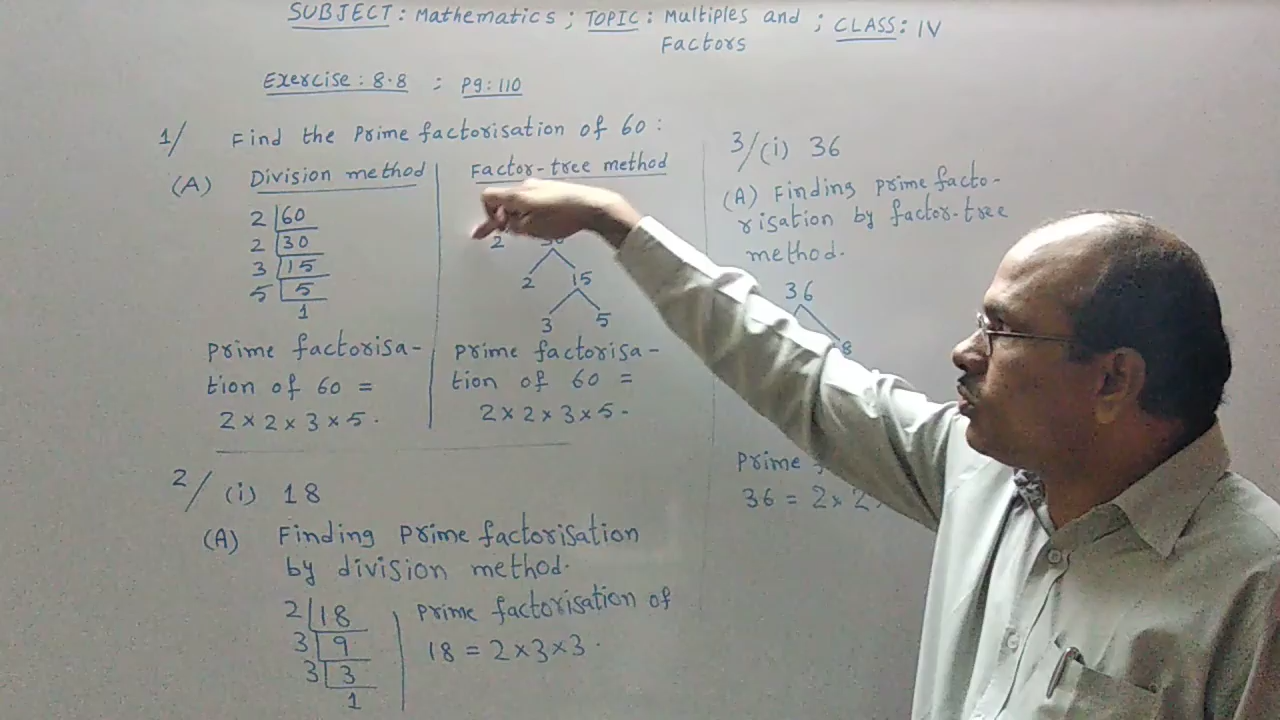 SUBJECT: Mathematics ; TOPIC: Multiples and ; CLASS: IV
Factors
Exercise: 8.8 : Pg: 110
1/ Find the Prime factorisation of 60:
(A) Division method
2 60
2 30
3 15
5 5
1
Prime factorisa-
tion of 60 =
2 × 2 × 3 × 5.
Factor-tree method
2
2 15
3 5
Prime factorisa-
tion of 60 =
2 × 2 × 3 × 5.
2/ (i) 18
(A) Finding Prime factorisation
by division method.
2 18
3 9
3 3
1
Prime factorisation of
18 = 2 × 3 × 3.
3/(i) 36
(A) Finding prime facto-
risation by factor-tree
method.
36
8
Prime
36 = 2 × 2